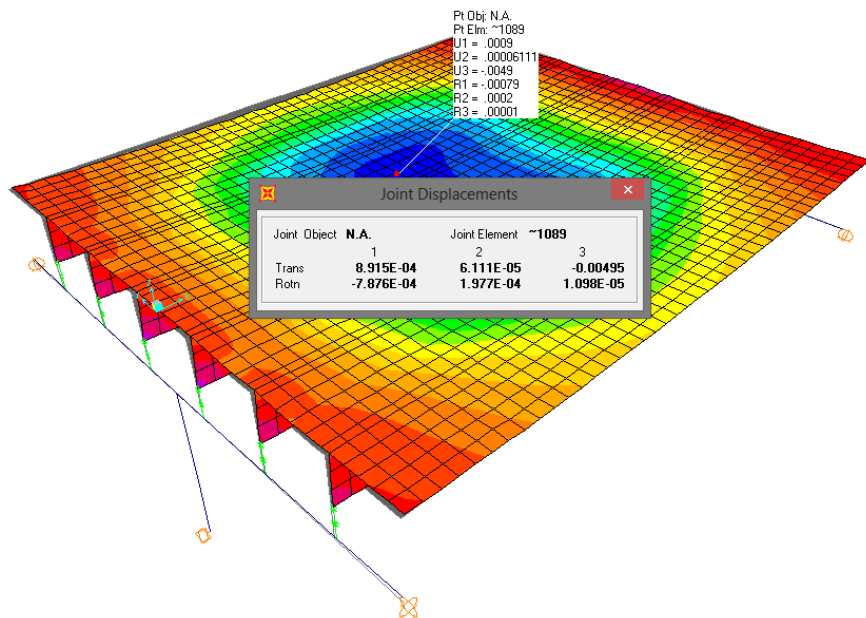 Pt Obj: N.A.
Pt Elm: ~1089
U1 = .0009
U2 = .00006111
U3 = -.0049
R1 = -.00079
R2 = .0002
R3 = .00001
Joint Displacements
Joint Object N.A. Joint Element ~1089
1 2 3
Trans 8.915E-04 6.111E-05 -0.00495
Rotn -7.876E-04 1.977E-04 1.098E-05